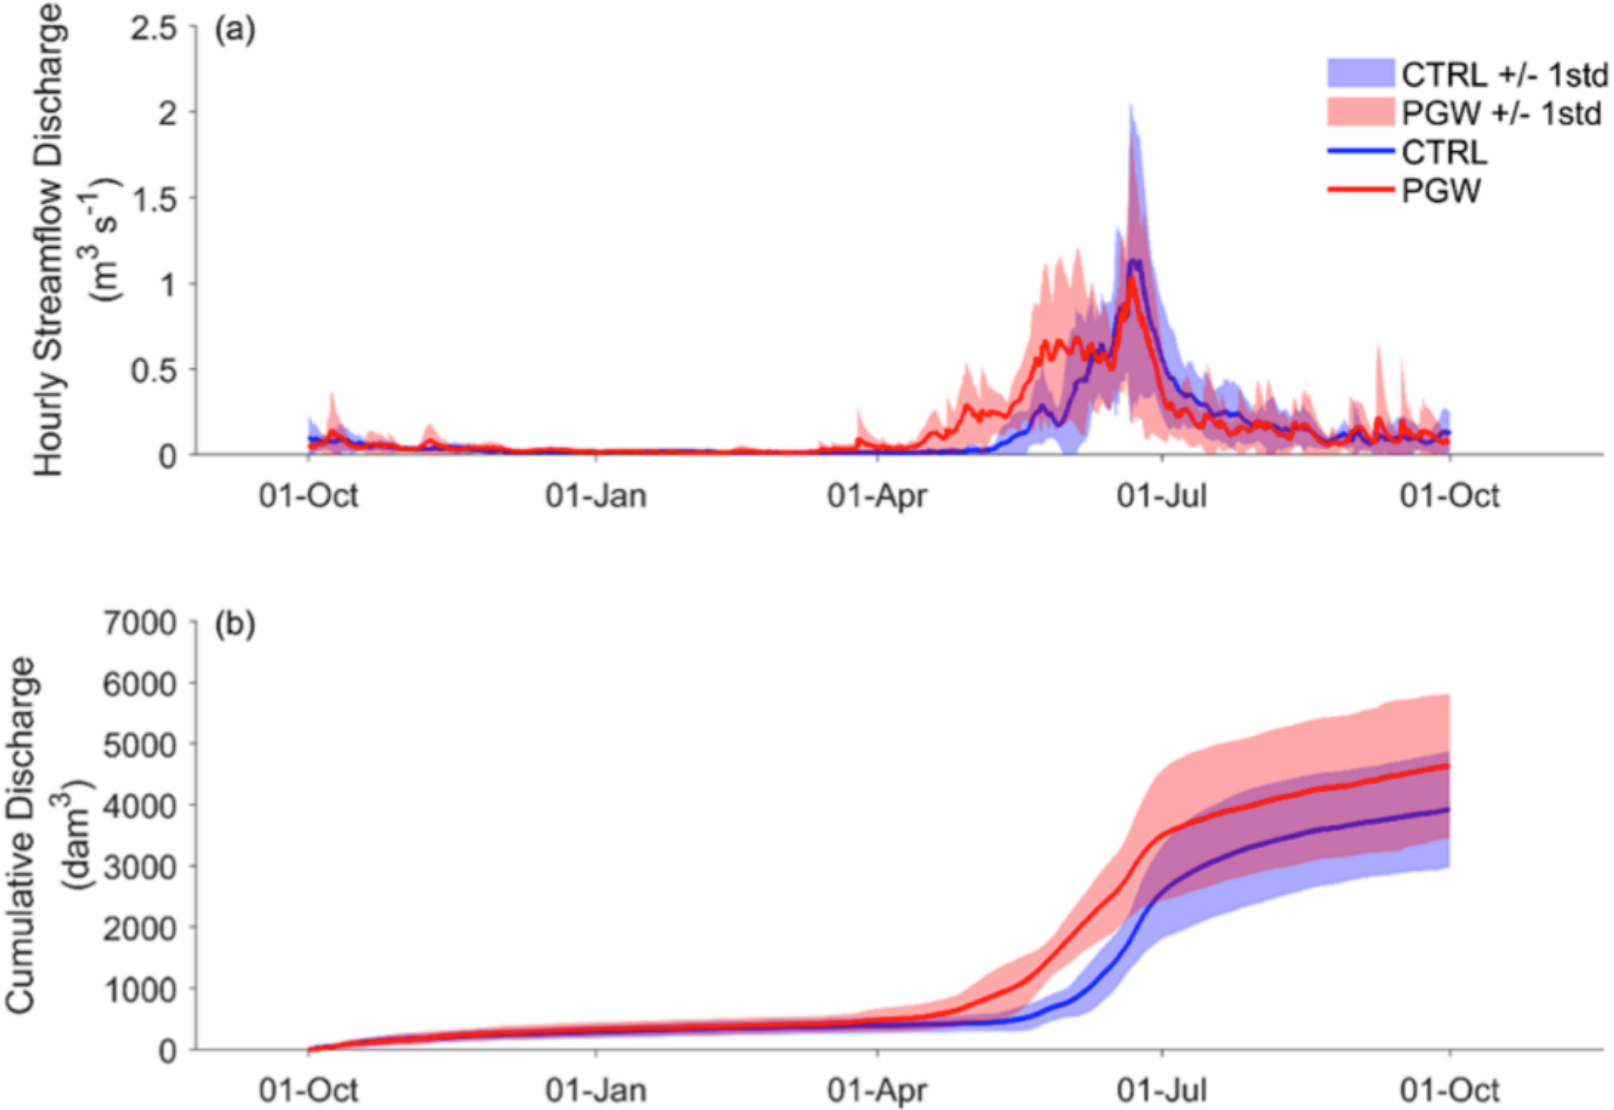 (a)
Hourly Streamflow Discharge
(m³ s⁻¹)
2.5
2
1.5
1
0.5
0
01-Oct
01-Jan
01-Apr
01-Jul
01-Oct
CTRL +/- 1std
PGW +/- 1std
CTRL
PGW
(b)
Cumulative Discharge
(dam³)
7000
6000
5000
4000
3000
2000
1000
0
01-Oct
01-Jan
01-Apr
01-Jul
01-Oct